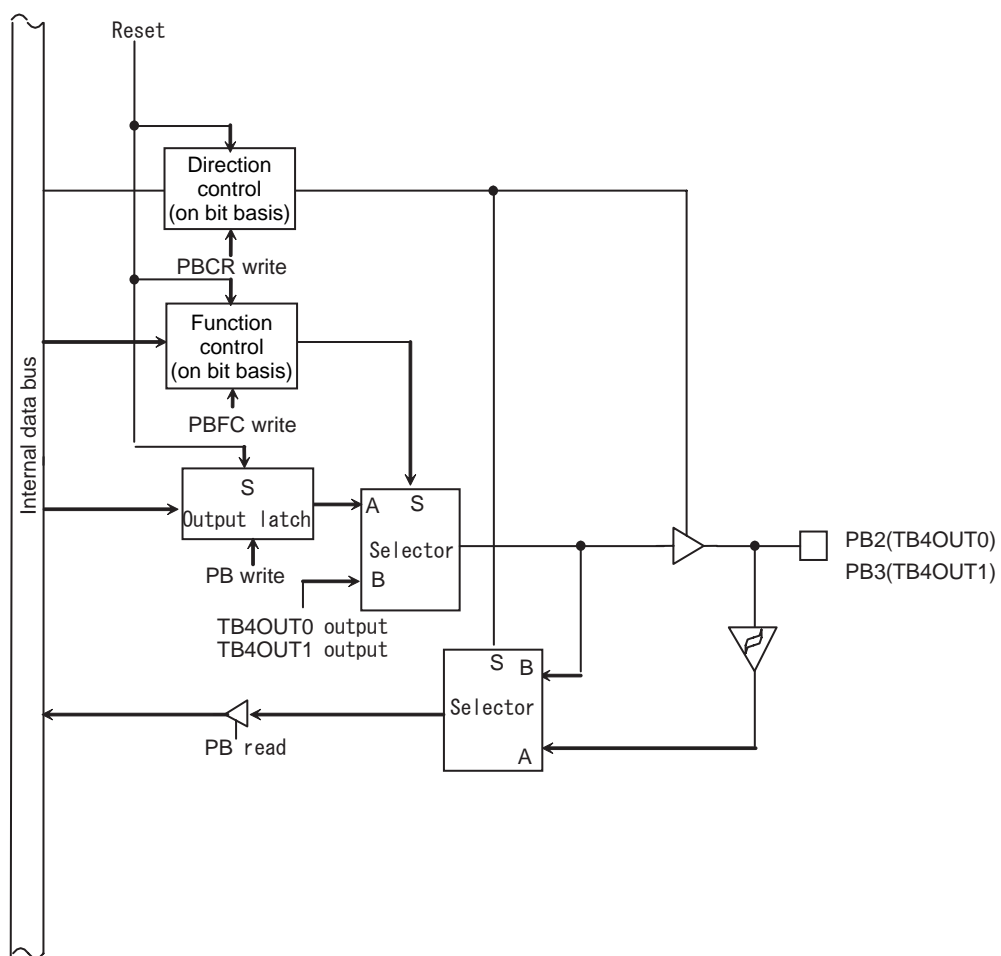 Reset
Direction
control
(on bit basis)
PBCR write
Function
control
(on bit basis)
PBFC write
Internal data bus
S
Output latch
PB write
A
S
Selector
B
TB4OUT0 output
TB4OUT1 output
PB2(TB4OUT0)
PB3(TB4OUT1)
S
B
Selector
A
PB read